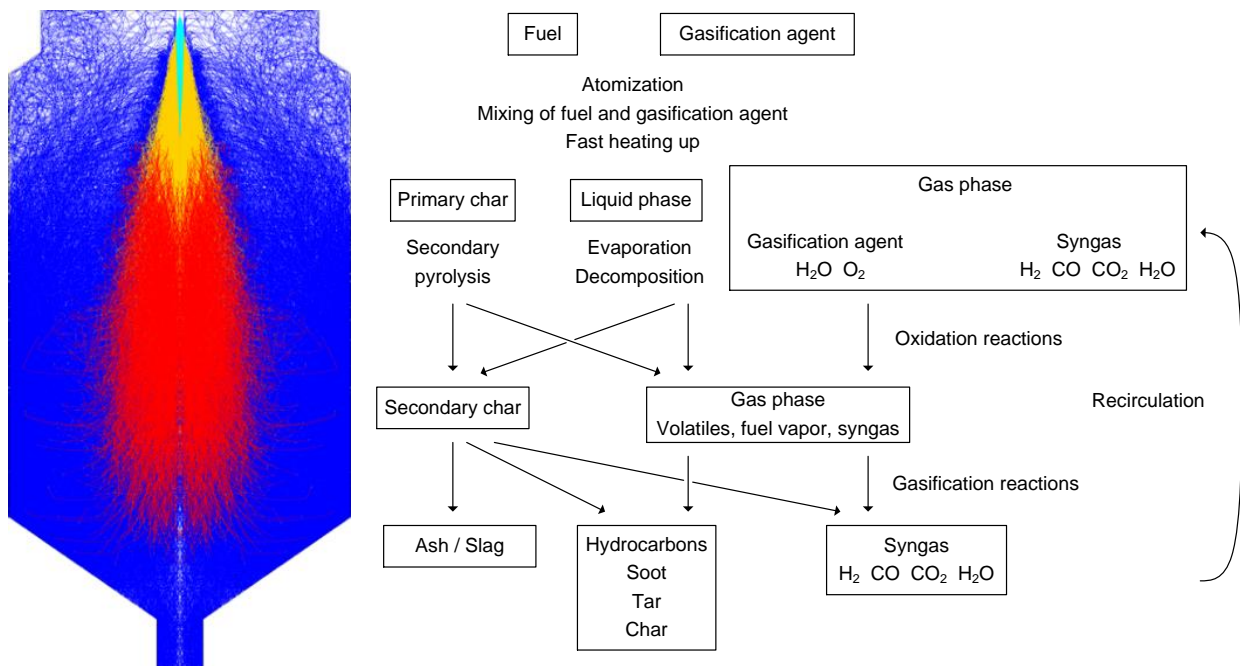 Fuel
Gasification agent
Atomization
Mixing of fuel and gasification agent
Fast heating up
Primary char
Liquid phase
Gas phase
Secondary
pyrolysis
Evaporation
Decomposition
Gasification agent
H₂O O₂
Syngas
H₂ CO CO₂ H₂O
Oxidation reactions
Recirculation
Secondary char
Gas phase
Volatiles, fuel vapor, syngas
Gasification reactions
Ash / Slag
Hydrocarbons
Soot
Tar
Char
Syngas
H₂ CO CO₂ H₂O